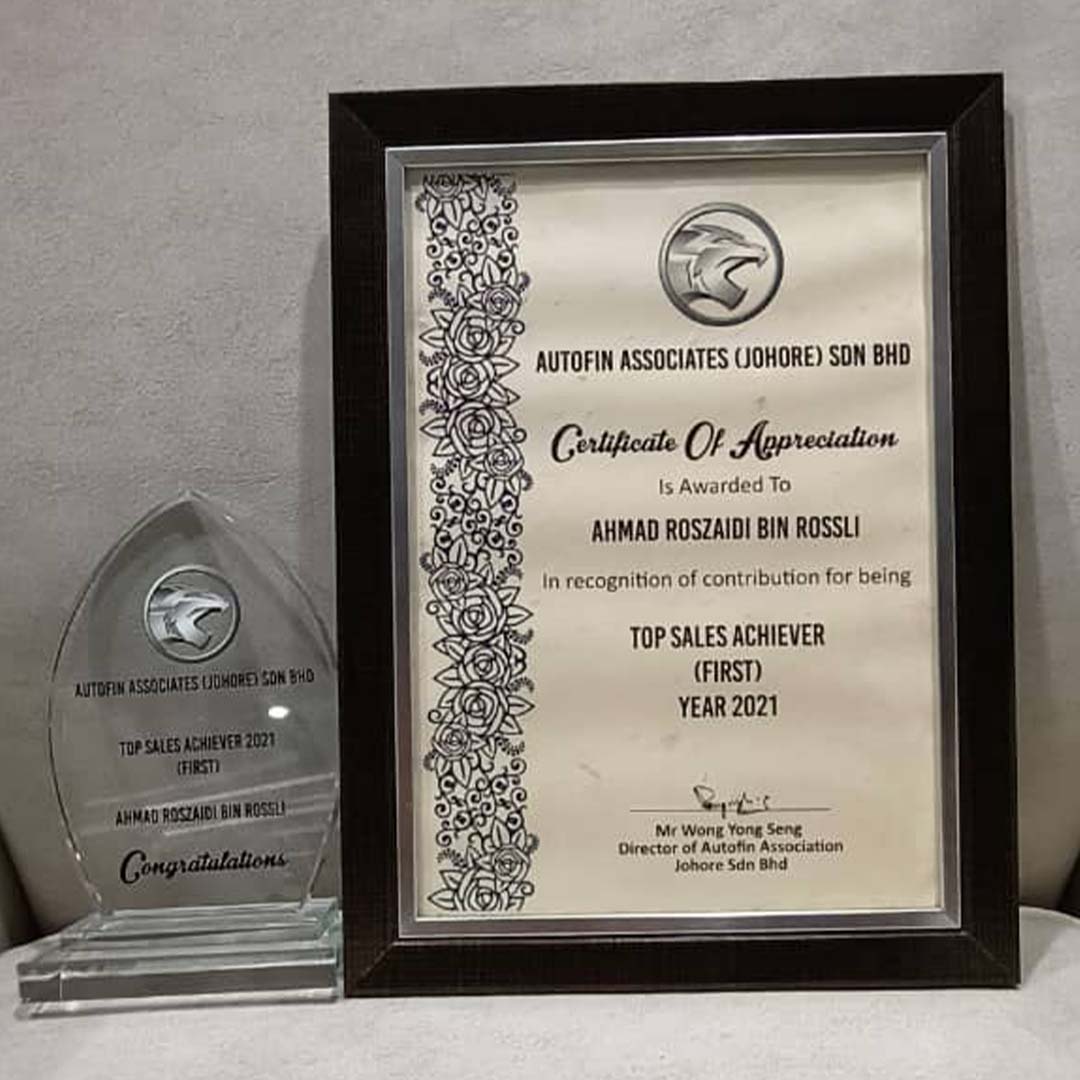 AUTOFIN ASSOCIATES (JOHORE) SDN BHD
Certificate Of Appreciation
Is Awarded To
AHMAD ROSZAIDI BIN ROSSLI
In recognition of contribution for being
TOP SALES ACHIEVER
(FIRST)
YEAR 2021
Mr Wong Yong Seng
Director of Autofin Association
Johore Sdn Bhd
AUTOFIN ASSOCIATES (JOHORE) SDN BHD
TOP SALES ACHIEVER 2021
(FIRST)
AHMAD ROSZAIDI BIN ROSSLI
Congratulations